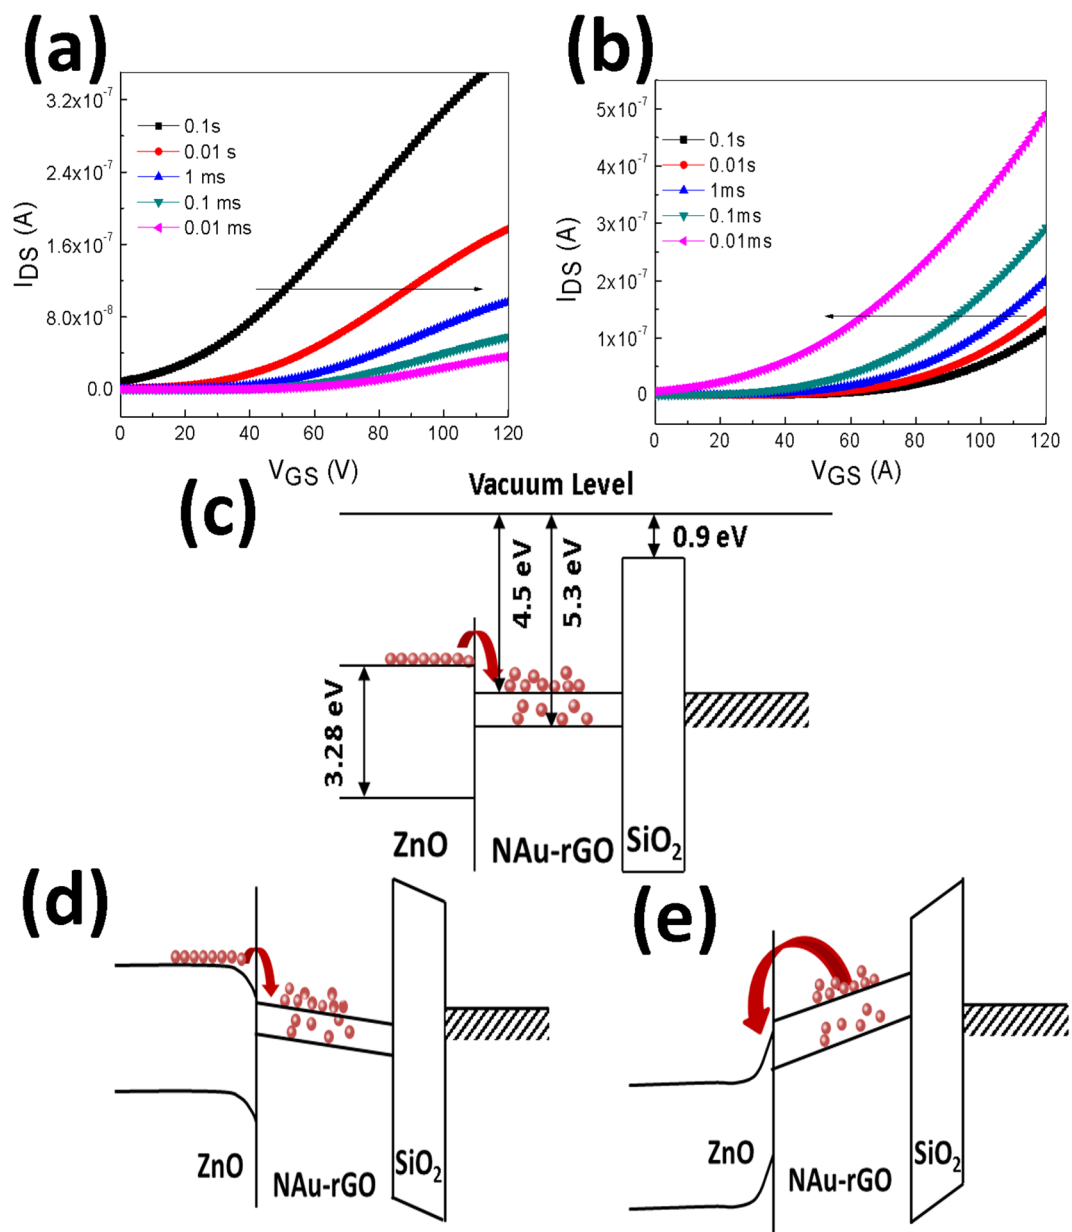 (a)
3.2x10⁻⁷
2.4x10⁻⁷
1.6x10⁻⁷
8.0x10⁻⁸
0.0
I_DS (A)
0.1s
0.01 s
1 ms
0.1 ms
0.01 ms
0 20 40 60 80 100 120
V_GS (V)
(b)
5x10⁻⁷
4x10⁻⁷
3x10⁻⁷
2x10⁻⁷
1x10⁻⁷
0
I_DS (A)
0.1s
0.01s
1ms
0.1ms
0.01ms
0 20 40 60 80 100 120
V_GS (A)
(c)
Vacuum Level
0.9 eV
4.5 eV
5.3 eV
3.28 eV
ZnO
NAu-rGO
SiO₂
(d)
ZnO
NAu-rGO
SiO₂
(e)
ZnO
NAu-rGO
SiO₂